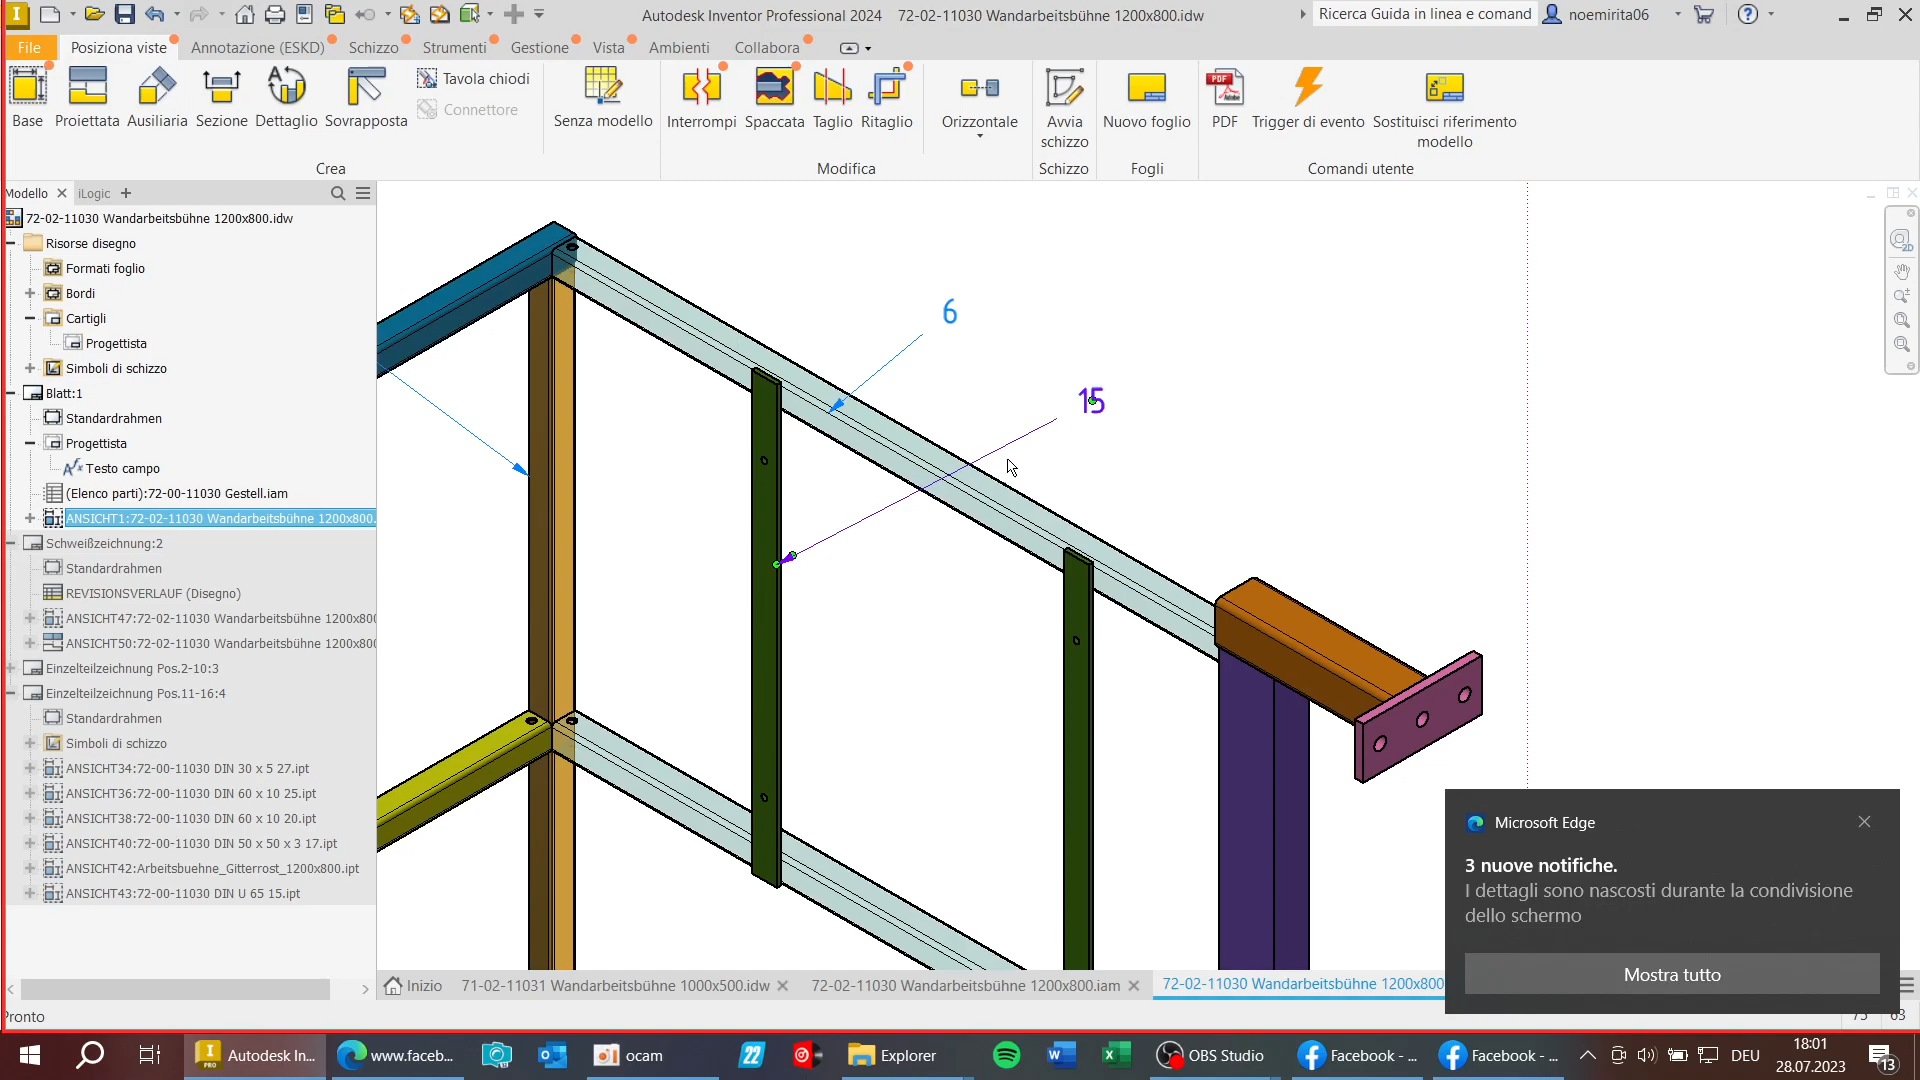 Autodesk Inventor Professional 2024 72-02-11030 Wandarbeitsbühne 1200x800.idw
Ricerca Guida in linea e comand
noemirita06
File
Posiziona viste
Annotazione (ESKD)
Schizzo
Strumenti
Gestione
Vista
Ambienti
Collabora
Base
Proiettata
Ausiliaria
Sezione
Dettaglio
Sovrapposta
Tavola chiodi
Connettore
Senza modello
Interrompi
Spaccata
Taglio
Ritaglio
Orizzontale
Avvia schizzo
Nuovo foglio
PDF
Trigger di evento
Sostituisci riferimento modello
Crea
Modifica
Schizzo
Fogli
Comandi utente
Modello
iLogic
72-02-11030 Wandarbeitsbühne 1200x800.idw
Risorse disegno
Formati foglio
Bordi
Cartigli
Progettista
Simboli di schizzo
Blatt:1
Standardrahmen
Progettista
Testo campo
(Elenco parti):72-00-11030 Gestell.iam
ANSICHT1:72-02-11030 Wandarbeitsbühne 1200x800.
Schweißzeichnung:2
Standardrahmen
REVISIONSVERLAUF (Disegno)
ANSICHT47:72-02-11030 Wandarbeitsbühne 1200x800
ANSICHT50:72-02-11030 Wandarbeitsbühne 1200x800
Einzelteilzeichnung Pos.2-10:3
Einzelteilzeichnung Pos.11-16:4
Standardrahmen
Simboli di schizzo
ANSICHT34:72-00-11030 DIN 30 x 5 27.ipt
ANSICHT36:72-00-11030 DIN 60 x 10 25.ipt
ANSICHT38:72-00-11030 DIN 60 x 10 20.ipt
ANSICHT40:72-00-11030 DIN 50 x 50 x 3 17.ipt
ANSICHT42:Arbeitsbuehne_Gitterrost_1200x800.ipt
ANSICHT43:72-00-11030 DIN U 65 15.ipt
6
15
Microsoft Edge
3 nuove notifiche.
I dettagli sono nascosti durante la condivisione
dello schermo
Mostra tutto
Inizio
71-02-11031 Wandarbeitsbühne 1000x500.idw
72-02-11030 Wandarbeitsbühne 1200x800.iam
72-02-11030 Wandarbeitsbühne 1200x800
Pronto
Autodesk In...
www.faceb...
ocam
22
Explorer
OBS Studio
Facebook - ...
Facebook - ...
DEU
18:01
28.07.2023
13